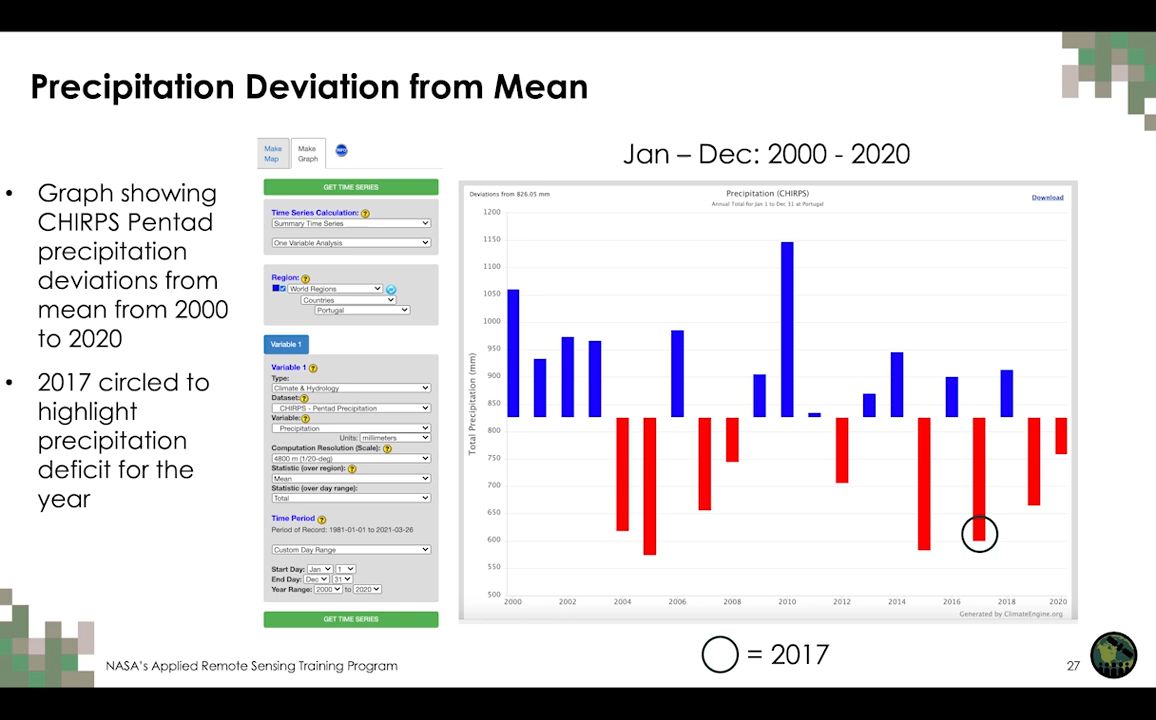 Precipitation Deviation from Mean
• Graph showing
CHIRPS Pentad
precipitation
deviations from
mean from 2000
to 2020
• 2017 circled to
highlight
precipitation
deficit for the
year
Make
Map
Make
Graph
INFO
GET TIME SERIES
Time Series Calculation: ?
Summary Time Series
One Variable Analysis
Region: ?
World Regions
Countries
Portugal
Variable 1
Variable 1 ?
Type:
Climate & Hydrology
Dataset: ?
CHIRPS - Pentad Precipitation
Variable: ?
Precipitation
Units: millimeters
Computation Resolution (Scale): ?
4800 m (1/20-deg)
Statistic (over region): ?
Mean
Statistic (over day range):
Total
Time Period ?
Period of Record: 1981-01-01 to 2021-03-26
Custom Day Range
Start Day: Jan 1
End Day: Dec 31
Year Range: 2000 to 2020
GET TIME SERIES
Jan – Dec: 2000 - 2020
Deviations from 826.05 mm
Precipitation (CHIRPS)
Annual Total for Jan 1 to Dec 31 at Portugal
Download
Total Precipitation (mm)
1200
1150
1100
1050
1000
950
900
850
800
750
700
650
600
550
500
2000 2002 2004 2006 2008 2010 2012 2014 2016 2018 2020
Generated by ClimateEngine.org
= 2017
NASA's Applied Remote Sensing Training Program
27